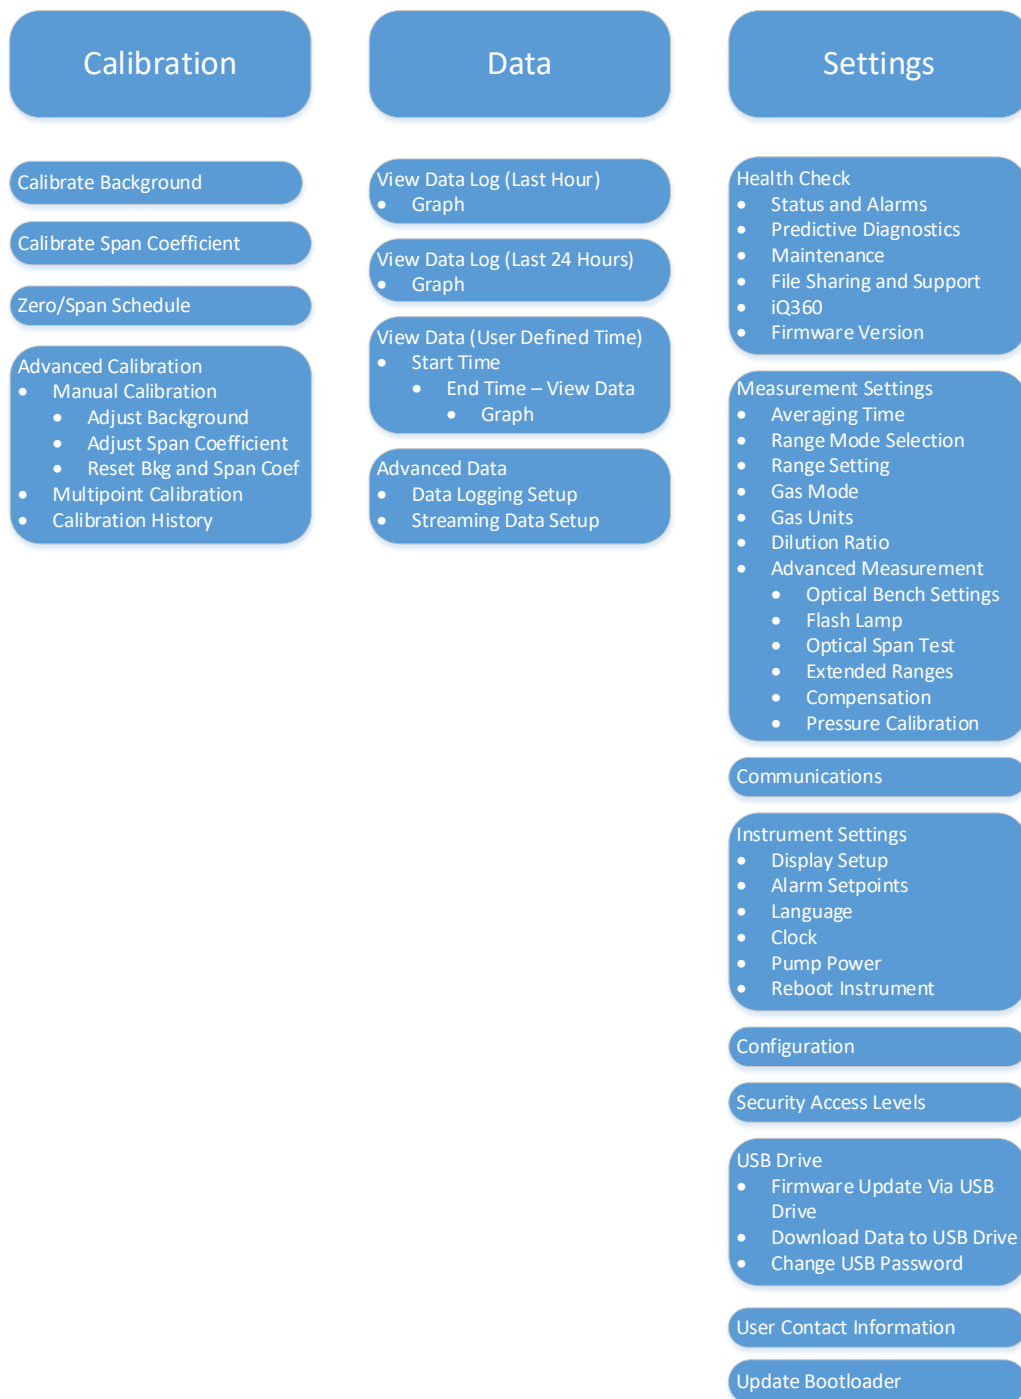 Calibration
Calibrate Background
Calibrate Span Coefficient
Zero/Span Schedule
Advanced Calibration
• Manual Calibration
• Adjust Background
• Adjust Span Coefficient
• Reset Bkg and Span Coef
• Multipoint Calibration
• Calibration History
Data
View Data Log (Last Hour)
• Graph
View Data Log (Last 24 Hours)
• Graph
View Data (User Defined Time)
• Start Time
• End Time – View Data
• Graph
Advanced Data
• Data Logging Setup
• Streaming Data Setup
Settings
Health Check
• Status and Alarms
• Predictive Diagnostics
• Maintenance
• File Sharing and Support
• iQ360
• Firmware Version
Measurement Settings
• Averaging Time
• Range Mode Selection
• Range Setting
• Gas Mode
• Gas Units
• Dilution Ratio
• Advanced Measurement
• Optical Bench Settings
• Flash Lamp
• Optical Span Test
• Extended Ranges
• Compensation
• Pressure Calibration
Communications
Instrument Settings
• Display Setup
• Alarm Setpoints
• Language
• Clock
• Pump Power
• Reboot Instrument
Configuration
Security Access Levels
USB Drive
• Firmware Update Via USB
Drive
• Download Data to USB Drive
• Change USB Password
User Contact Information
Update Bootloader